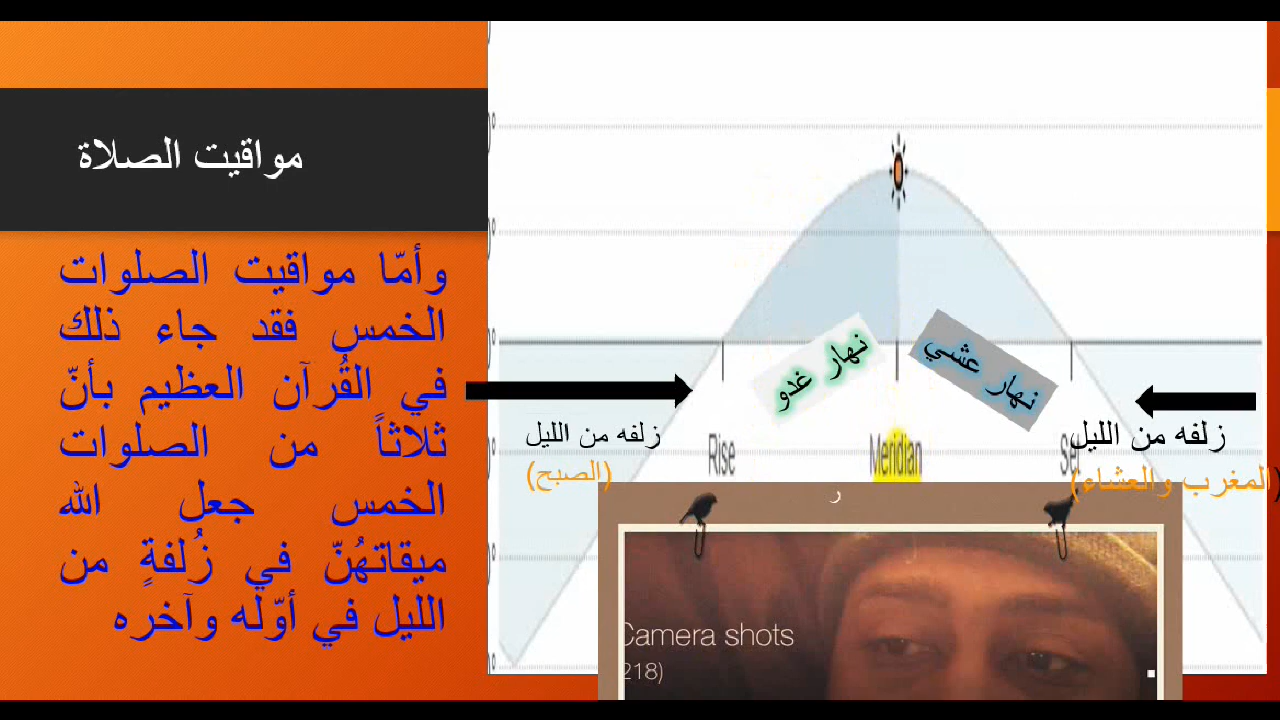 مواقيت الصلاة
وأمّا مواقيت الصلوات
الخمس فقد جاء ذلك
في القُرآن العظيم بأنّ
ثلاثاً من الصلوات
الخمس جعل الله
ميقاتهُنّ في زُلفةٍ من
الليل في أوّله وآخره
نهار غدو
نهار عشي
زلفه من الليل
(الصبح)
Rise
Meridian
زلفه من الليل
(المغرب والعشاء)
ر
Camera shots
218)